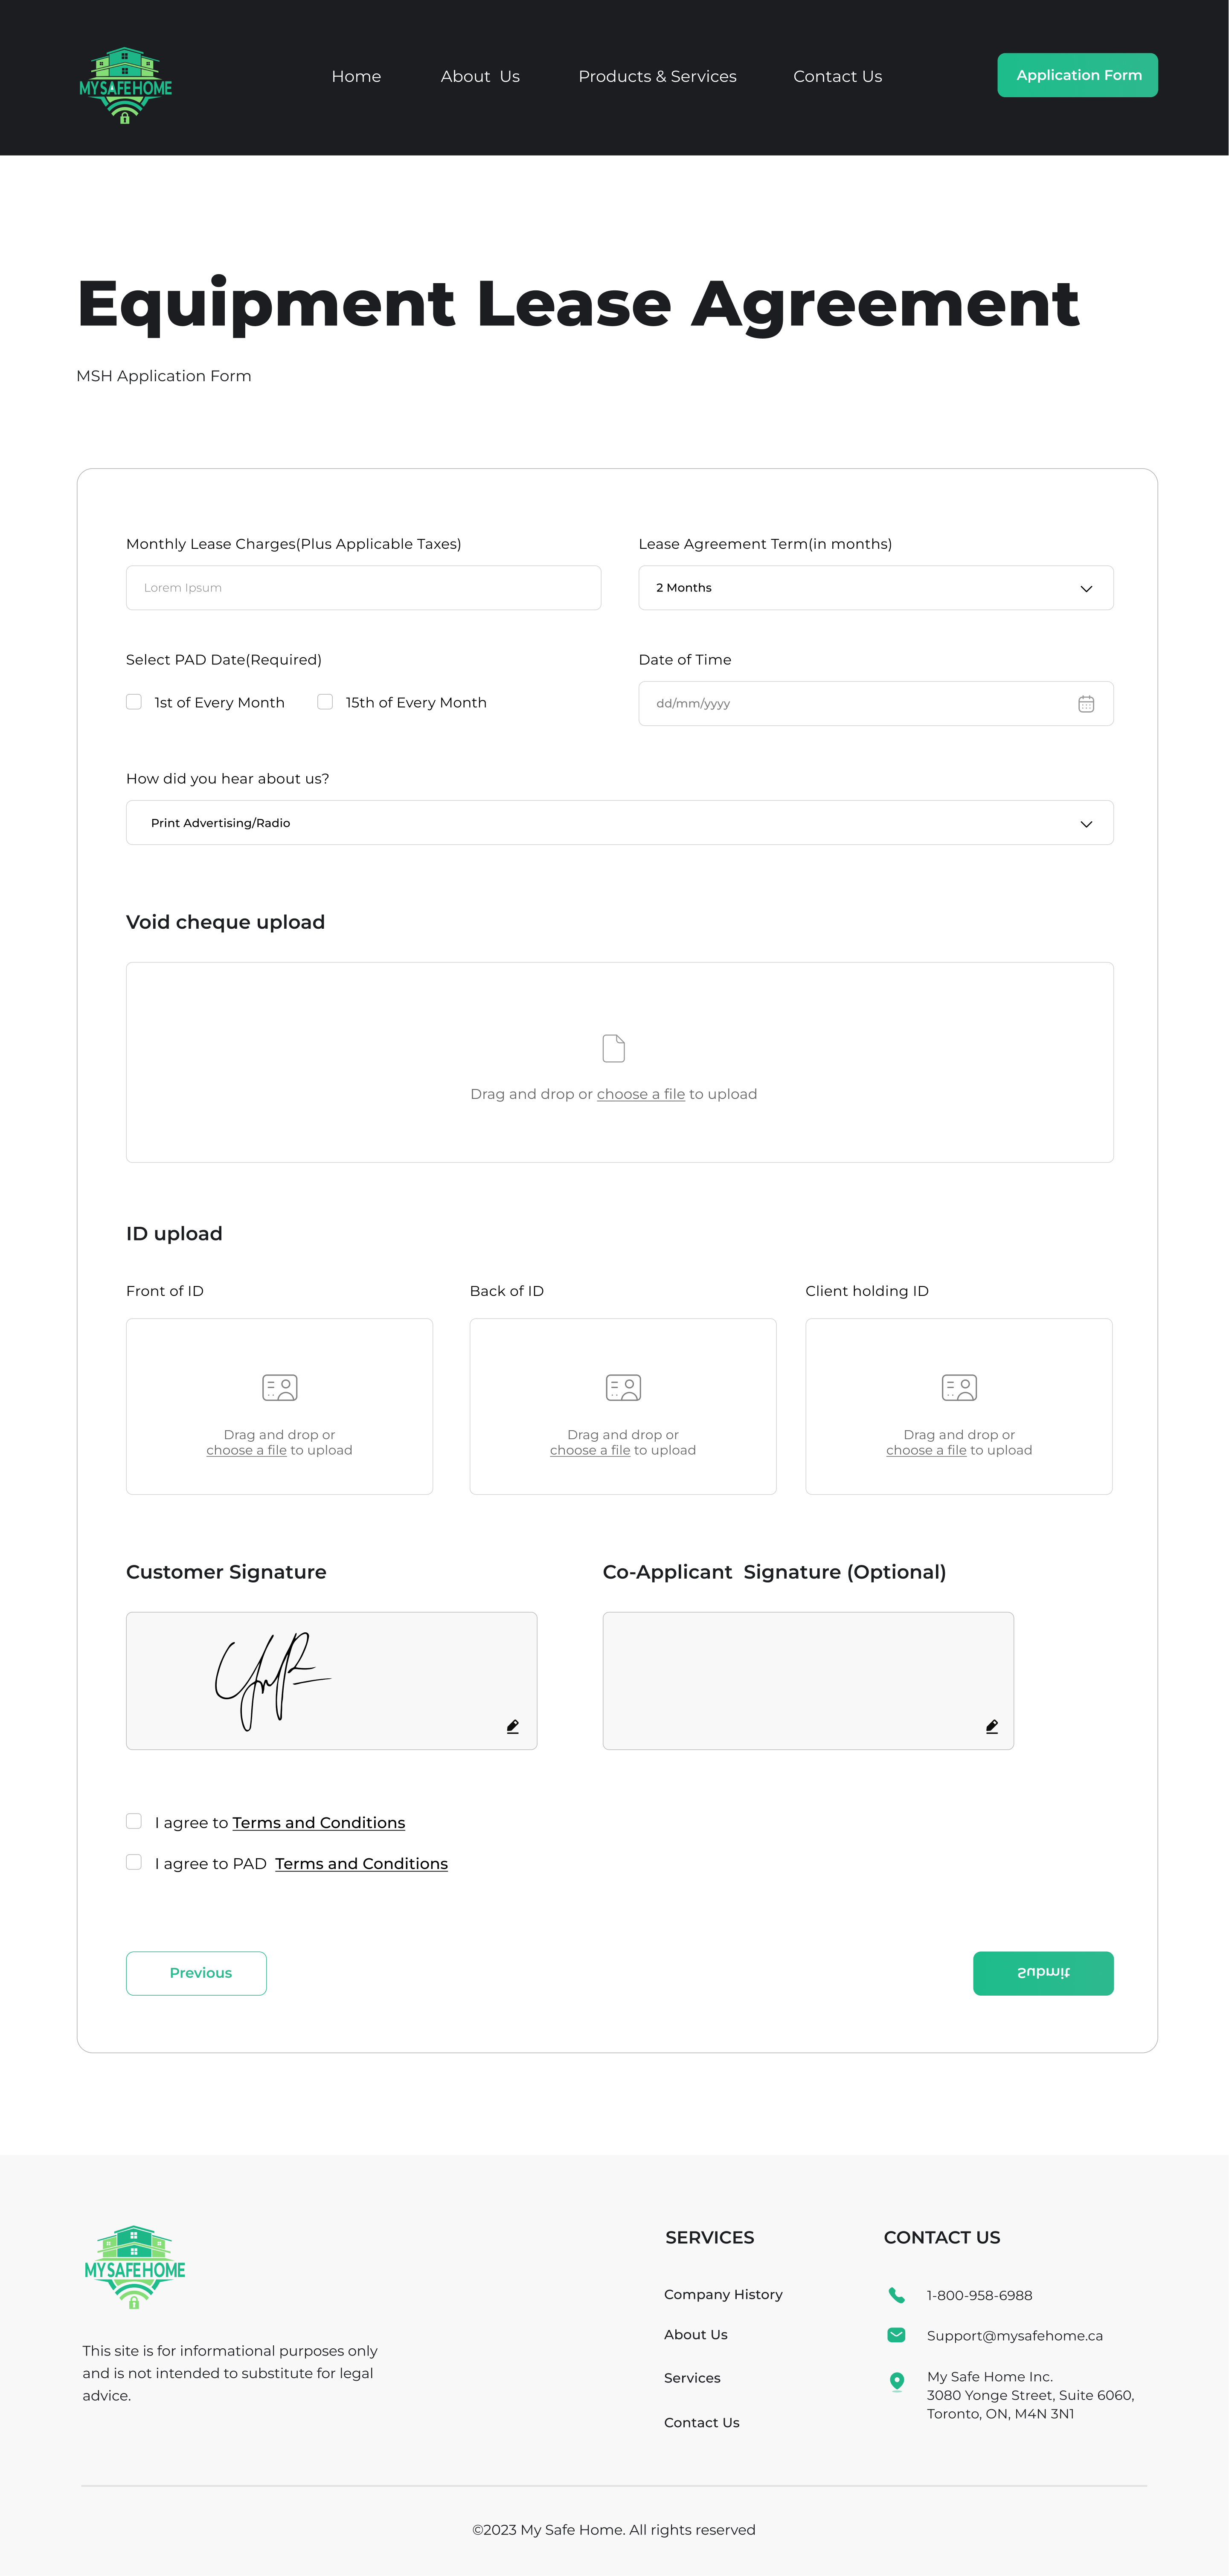 MYSAFEHOME
Home
About  Us
Products & Services
Contact Us
Application Form
Equipment Lease Agreement
MSH Application Form
Monthly Lease Charges(Plus Applicable Taxes)
Lease Agreement Term(in months)
Lorem Ipsum
2 Months
Select PAD Date(Required)
Date of Time
1st of Every Month
15th of Every Month
dd/mm/yyyy
How did you hear about us?
Print Advertising/Radio
Void cheque upload
Drag and drop or choose a file to upload
ID upload
Front of ID
Back of ID
Client holding ID
Drag and drop or
choose a file to upload
Drag and drop or
choose a file to upload
Drag and drop or
choose a file to upload
Customer Signature
Co-Applicant  Signature (Optional)
I agree to Terms and Conditions
I agree to PAD  Terms and Conditions
Previous
Submit
MYSAFEHOME
This site is for informational purposes only
and is not intended to substitute for legal
advice.
SERVICES
Company History
About Us
Services
Contact Us
CONTACT US
1-800-958-6988
Support@mysafehome.ca
My Safe Home Inc.
3080 Yonge Street, Suite 6060,
Toronto, ON, M4N 3N1
©2023 My Safe Home. All rights reserved